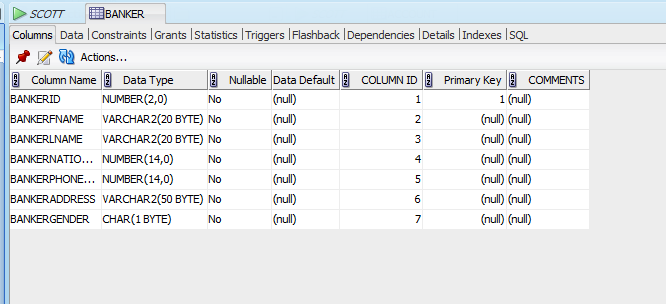 SCOTT BANKER
Columns Data Constraints Grants Statistics Triggers Flashback Dependencies Details Indexes SQL
Actions...
Column Name Data Type Nullable Data Default COLUMN ID Primary Key COMMENTS
BANKERID NUMBER(2,0) No (null) 1 1 (null)
BANKERFNAME VARCHAR2(20 BYTE) No (null) 2 (null) (null)
BANKERLNAME VARCHAR2(20 BYTE) No (null) 3 (null) (null)
BANKERNATIO... NUMBER(14,0) No (null) 4 (null) (null)
BANKERPHONE... NUMBER(14,0) No (null) 5 (null) (null)
BANKERADDRESS VARCHAR2(50 BYTE) No (null) 6 (null) (null)
BANKERGENDER CHAR(1 BYTE) No (null) 7 (null) (null)